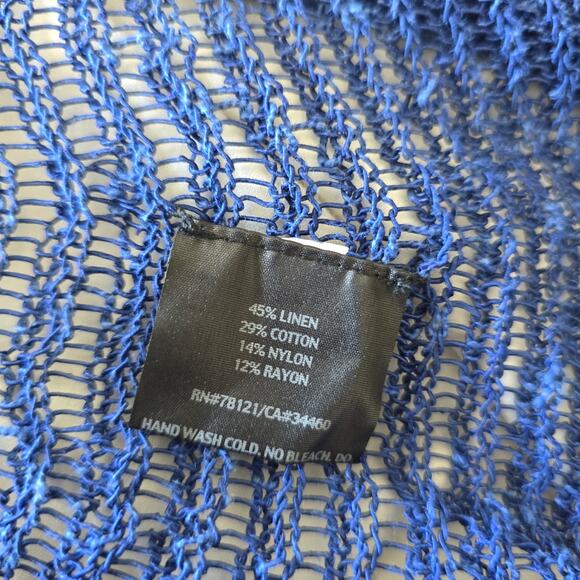 45% LINEN
29% COTTON
14% NYLON
12% RAYON
RN#78121/CA#34460
HAND WASH COLD. NO BLEACH. DO